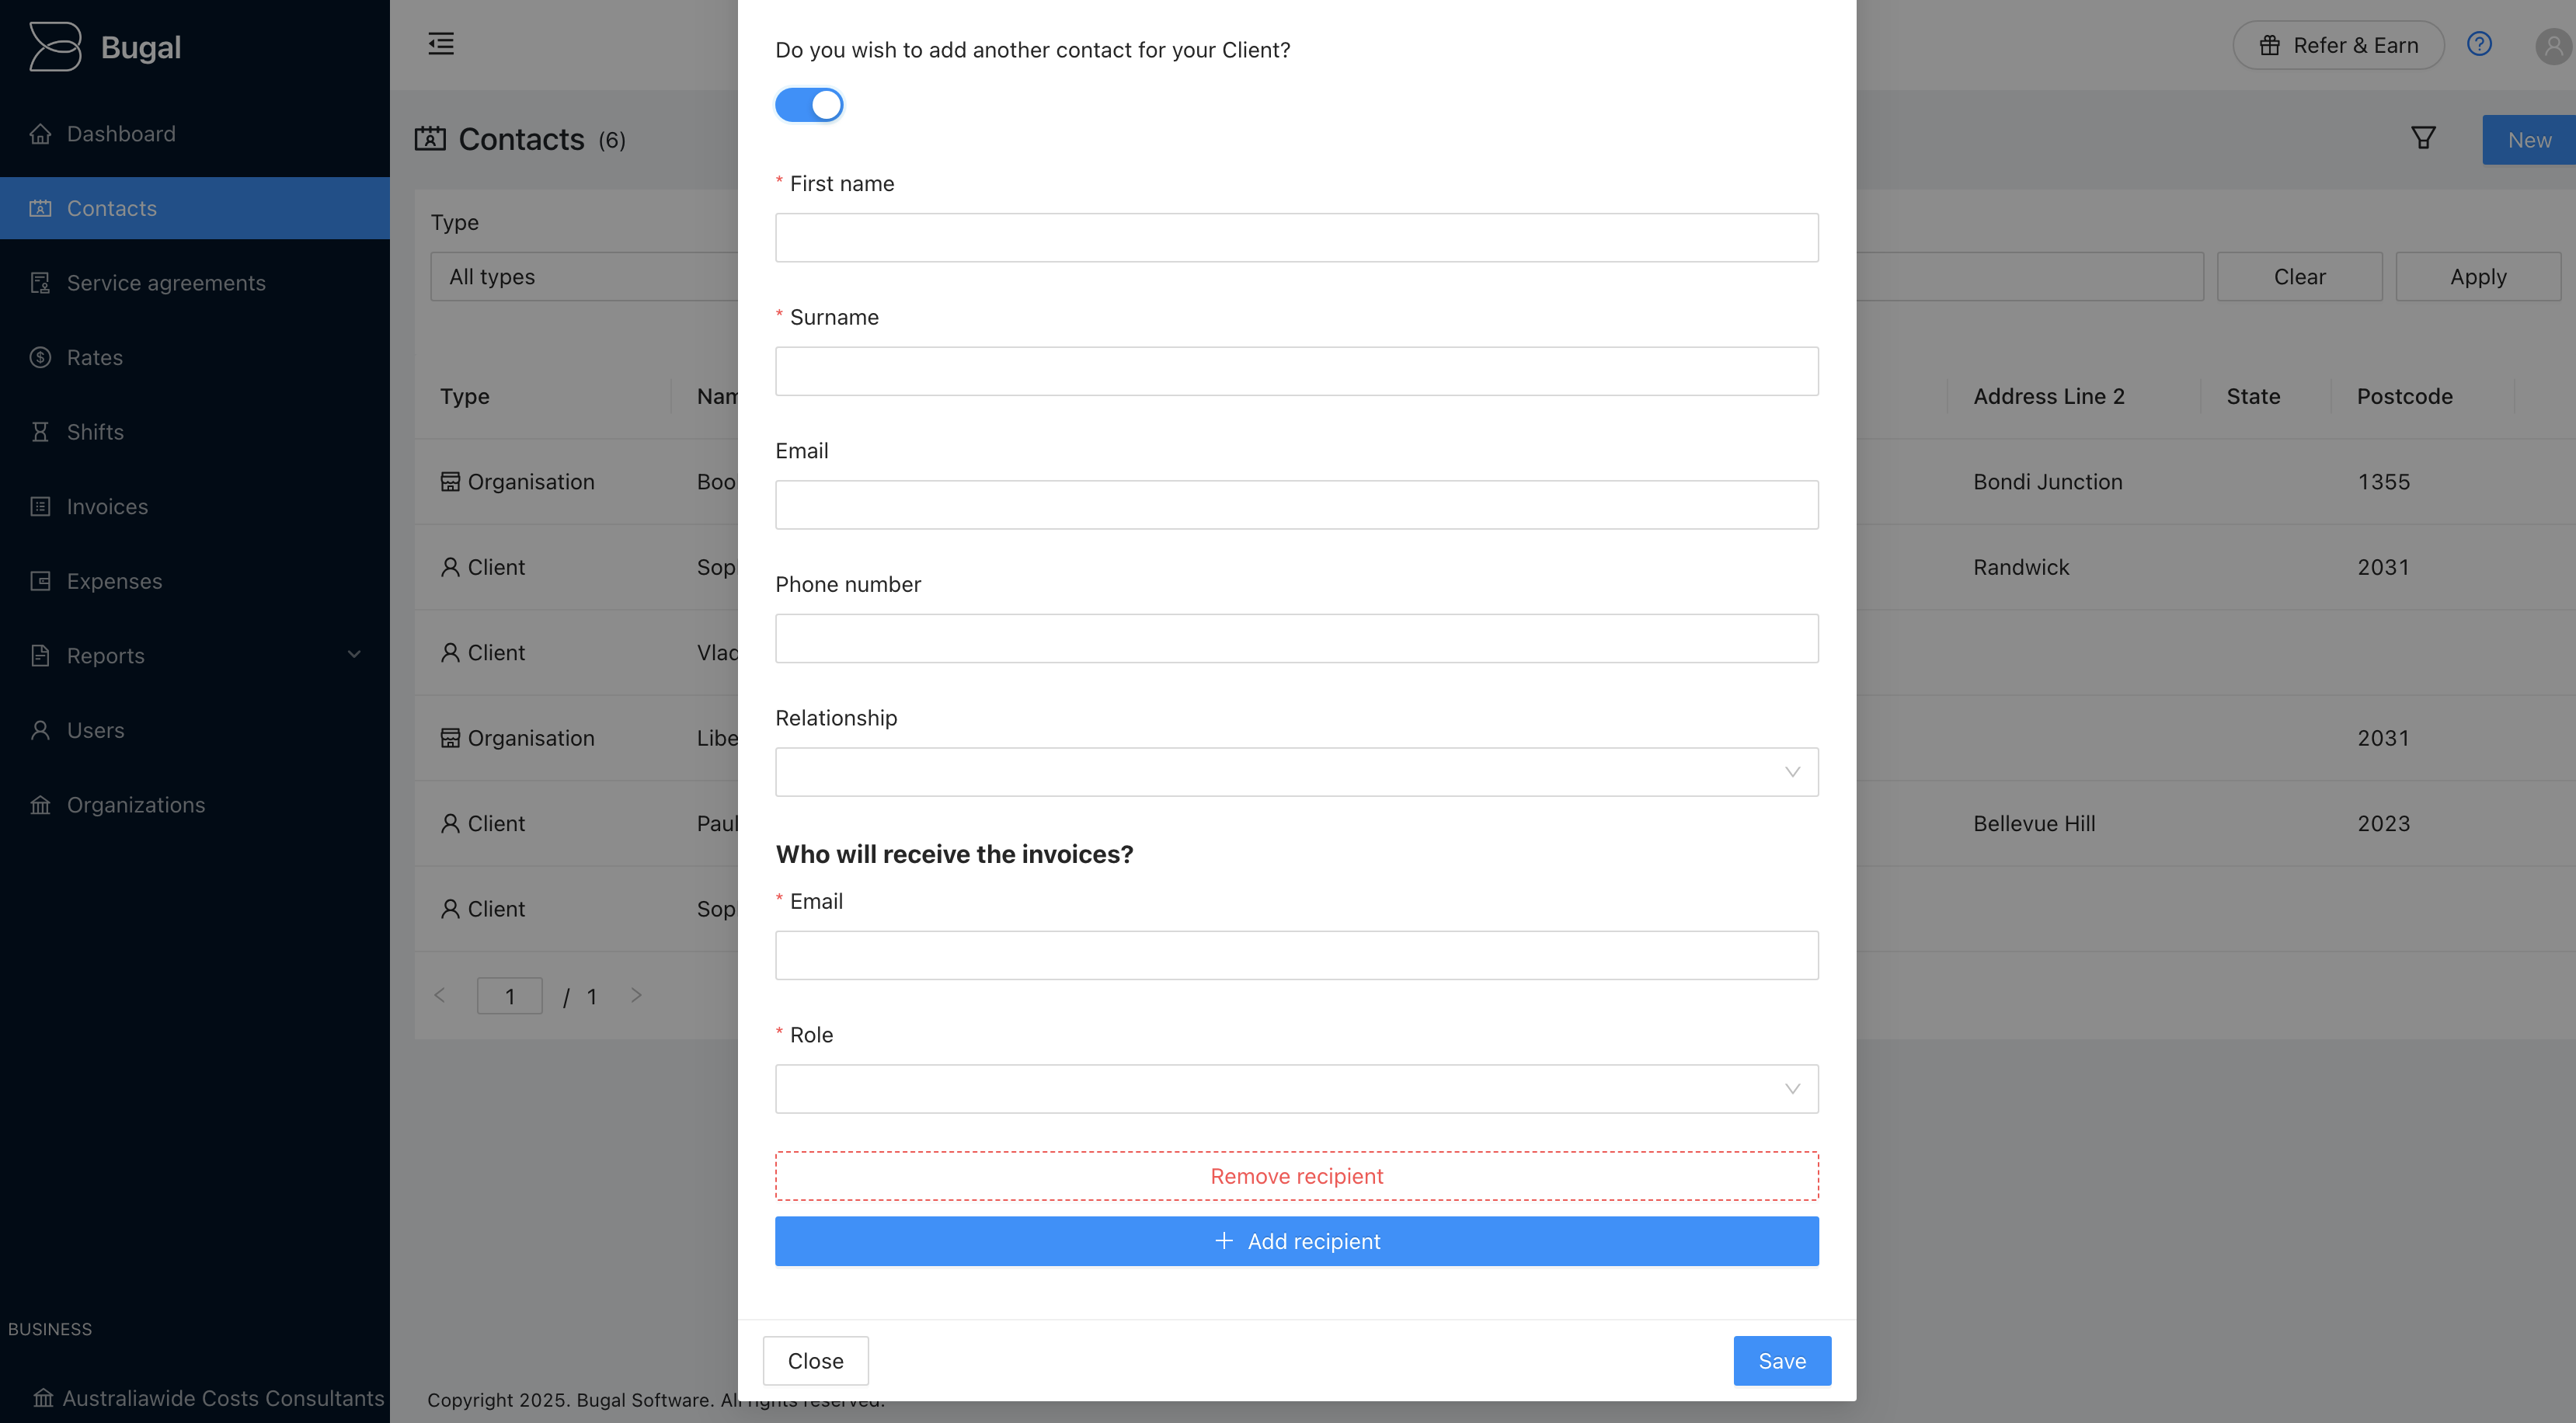 Bugal
Dashboard
Contacts
Service agreements
Rates
Shifts
Invoices
Expenses
Reports
Users
Organizations
BUSINESS
Australiawide Costs Consultants
Refer & Earn
Contacts (6)
New
Type
All types
Clear
Apply
Type Nam Address Line 2 State Postcode
Organisation Boo Bondi Junction 1355
Client Sop Randwick 2031
Client Vlad
Organisation Libe 2031
Client Paul Bellevue Hill 2023
Client Sop
1 / 1
Copyright 2025. Bugal Software. All rights reserved.
Do you wish to add another contact for your Client?
* First name
* Surname
Email
Phone number
Relationship
Who will receive the invoices?
* Email
* Role
Remove recipient
+ Add recipient
Close
Save